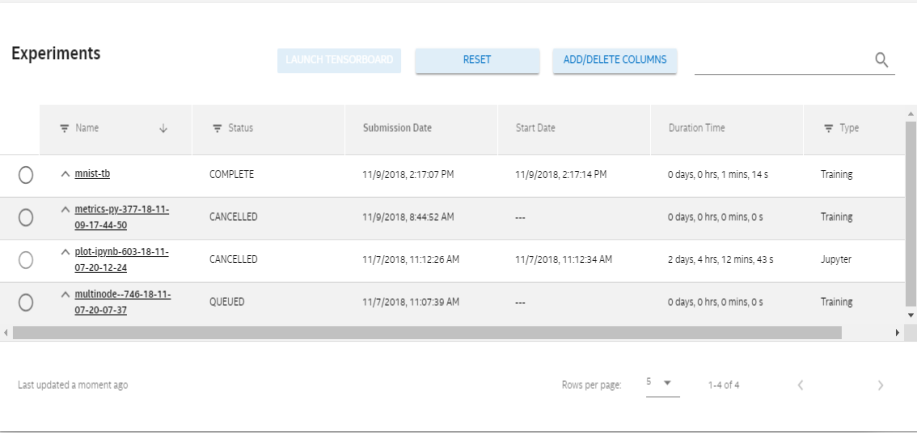 Experiments
LAUNCH TENSORBOARD RESET ADD/DELETE COLUMNS
Name Status Submission Date Start Date Duration Time Type
mnist-tb COMPLETE 11/9/2018, 2:17:07 PM 11/9/2018, 2:17:14 PM 0 days, 0 hrs, 1 mins, 14 s Training
metrics-py-377-18-11-
09-17-44-50 CANCELLED 11/9/2018, 8:44:52 AM --- 0 days, 0 hrs, 0 mins, 0 s Training
plot-ipynb-603-18-11-
07-20-12-24 CANCELLED 11/7/2018, 11:12:26 AM 11/7/2018, 11:12:34 AM 2 days, 4 hrs, 12 mins, 43 s Jupyter
multinode--746-18-11-
07-20-07-37 QUEUED 11/7/2018, 11:07:39 AM --- 0 days, 0 hrs, 0 mins, 0 s Training
Last updated a moment ago Rows per page: 5 1-4 of 4